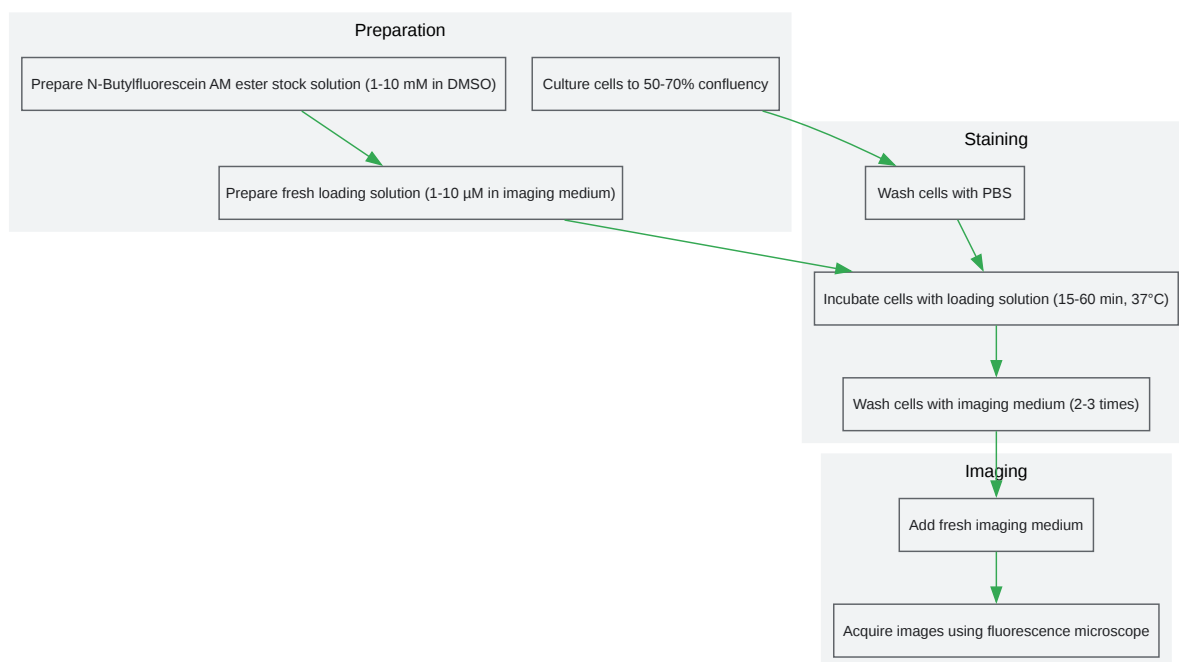 Preparation
Prepare N-Butylfluorescein AM ester stock solution (1-10 mM in DMSO)
Culture cells to 50-70% confluency
Prepare fresh loading solution (1-10 µM in imaging medium)
Staining
Wash cells with PBS
Incubate cells with loading solution (15-60 min, 37°C)
Wash cells with imaging medium (2-3 times)
Imaging
Add fresh imaging medium
Acquire images using fluorescence microscope